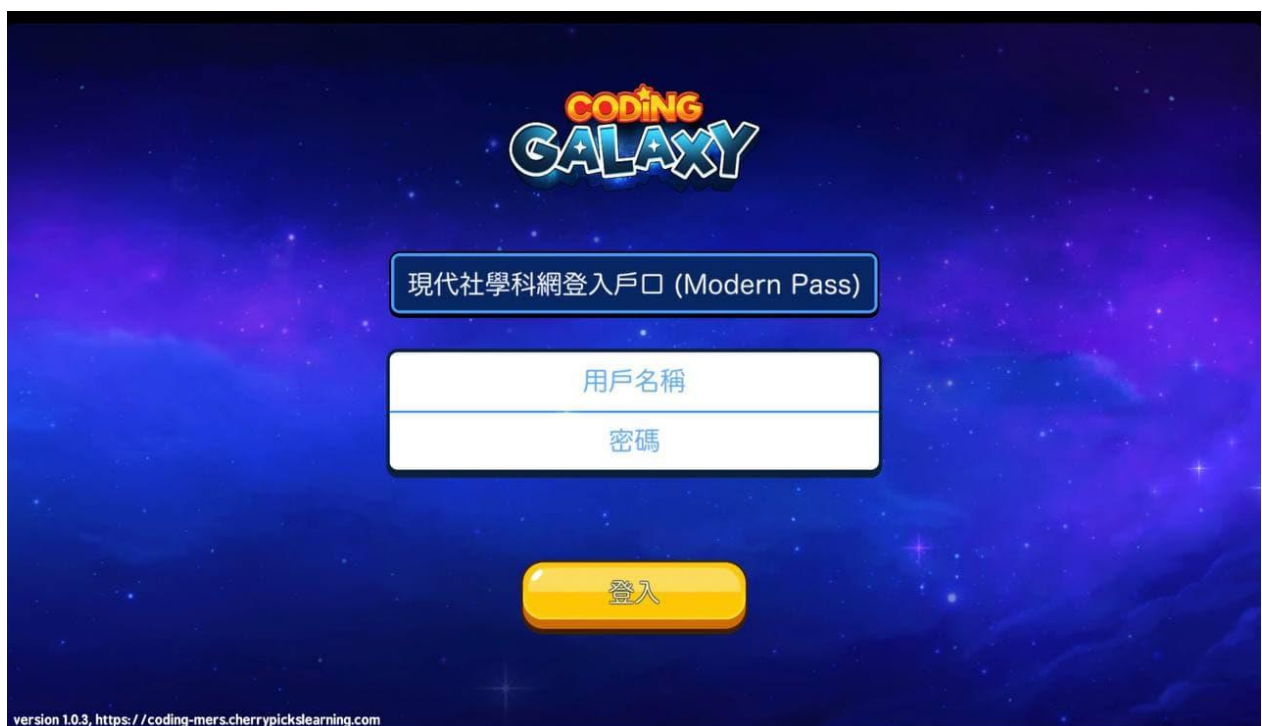 CODiNG
GALAXY
現代社學科網登入戶口 (Modern Pass)
用戶名稱
密碼
登入
version 1.0.3, https://coding-mers.cherrypickslearning.com